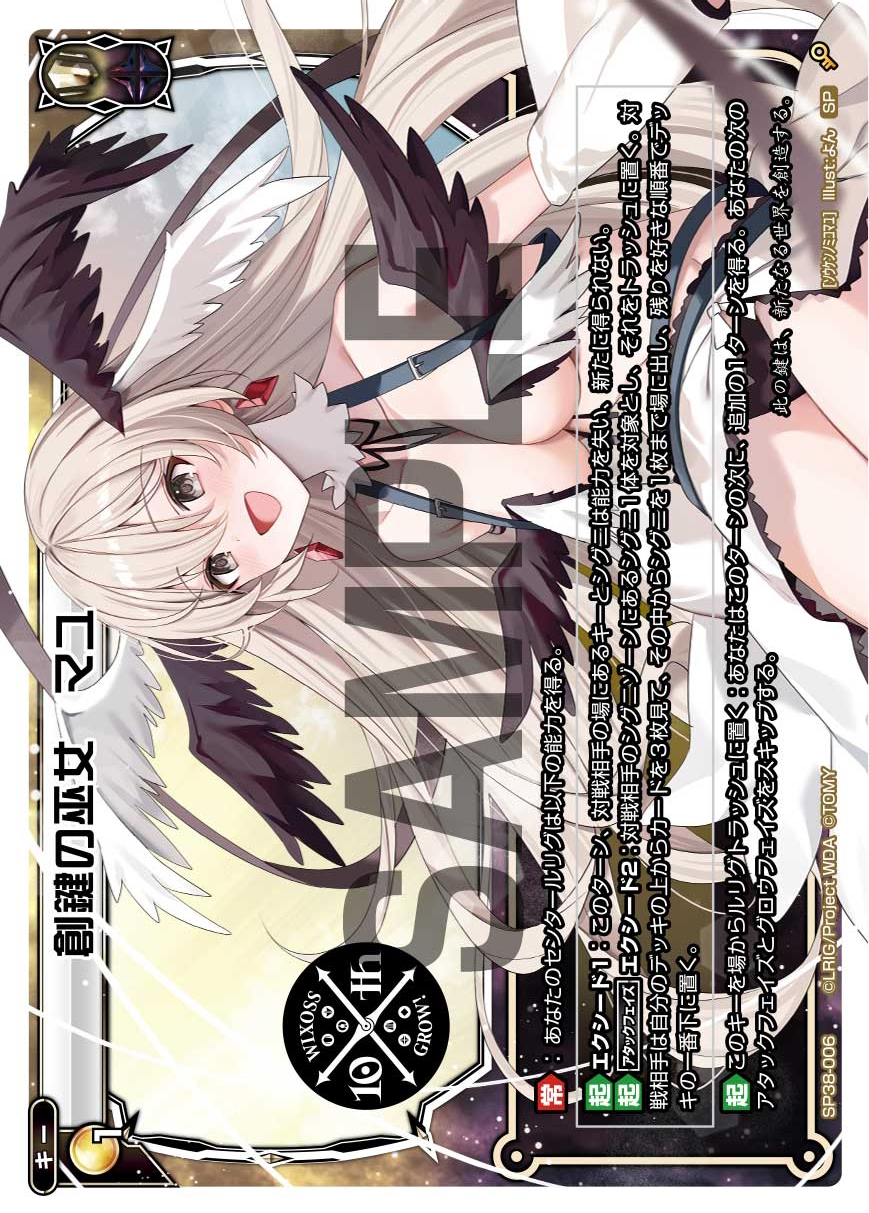 キー
1
創鍵の巫女　マユ
WIXOSS
10th
GROW!
SAMPLE
常：あなたのセンタールリグは以下の能力を得る。
起エクシード１：このターン、対戦相手の場にあるキーとシグニは能力を失い、新たに得られない。
起アタックフェイズエクシード２：対戦相手のシグニゾーンにあるシグニ１体を対象とし、それをトラッシュに置く。対
戦相手は自分のデッキの上からカードを３枚見て、その中からシグニを１枚まで場に出し、残りを好きな順番でデッ
キの一番下に置く。
起このキーを場からルリグトラッシュに置く：あなたはこのターンの次に、追加の１ターンを得る。あなたの次の
アタックフェイズとグロウフェイズをスキップする。
此の鍵は、新たなる世界を創造する。
SP38-006　©LRIG/Project WDA　©TOMY　[ソウケンノミコマユ]　Illust:よん　SP